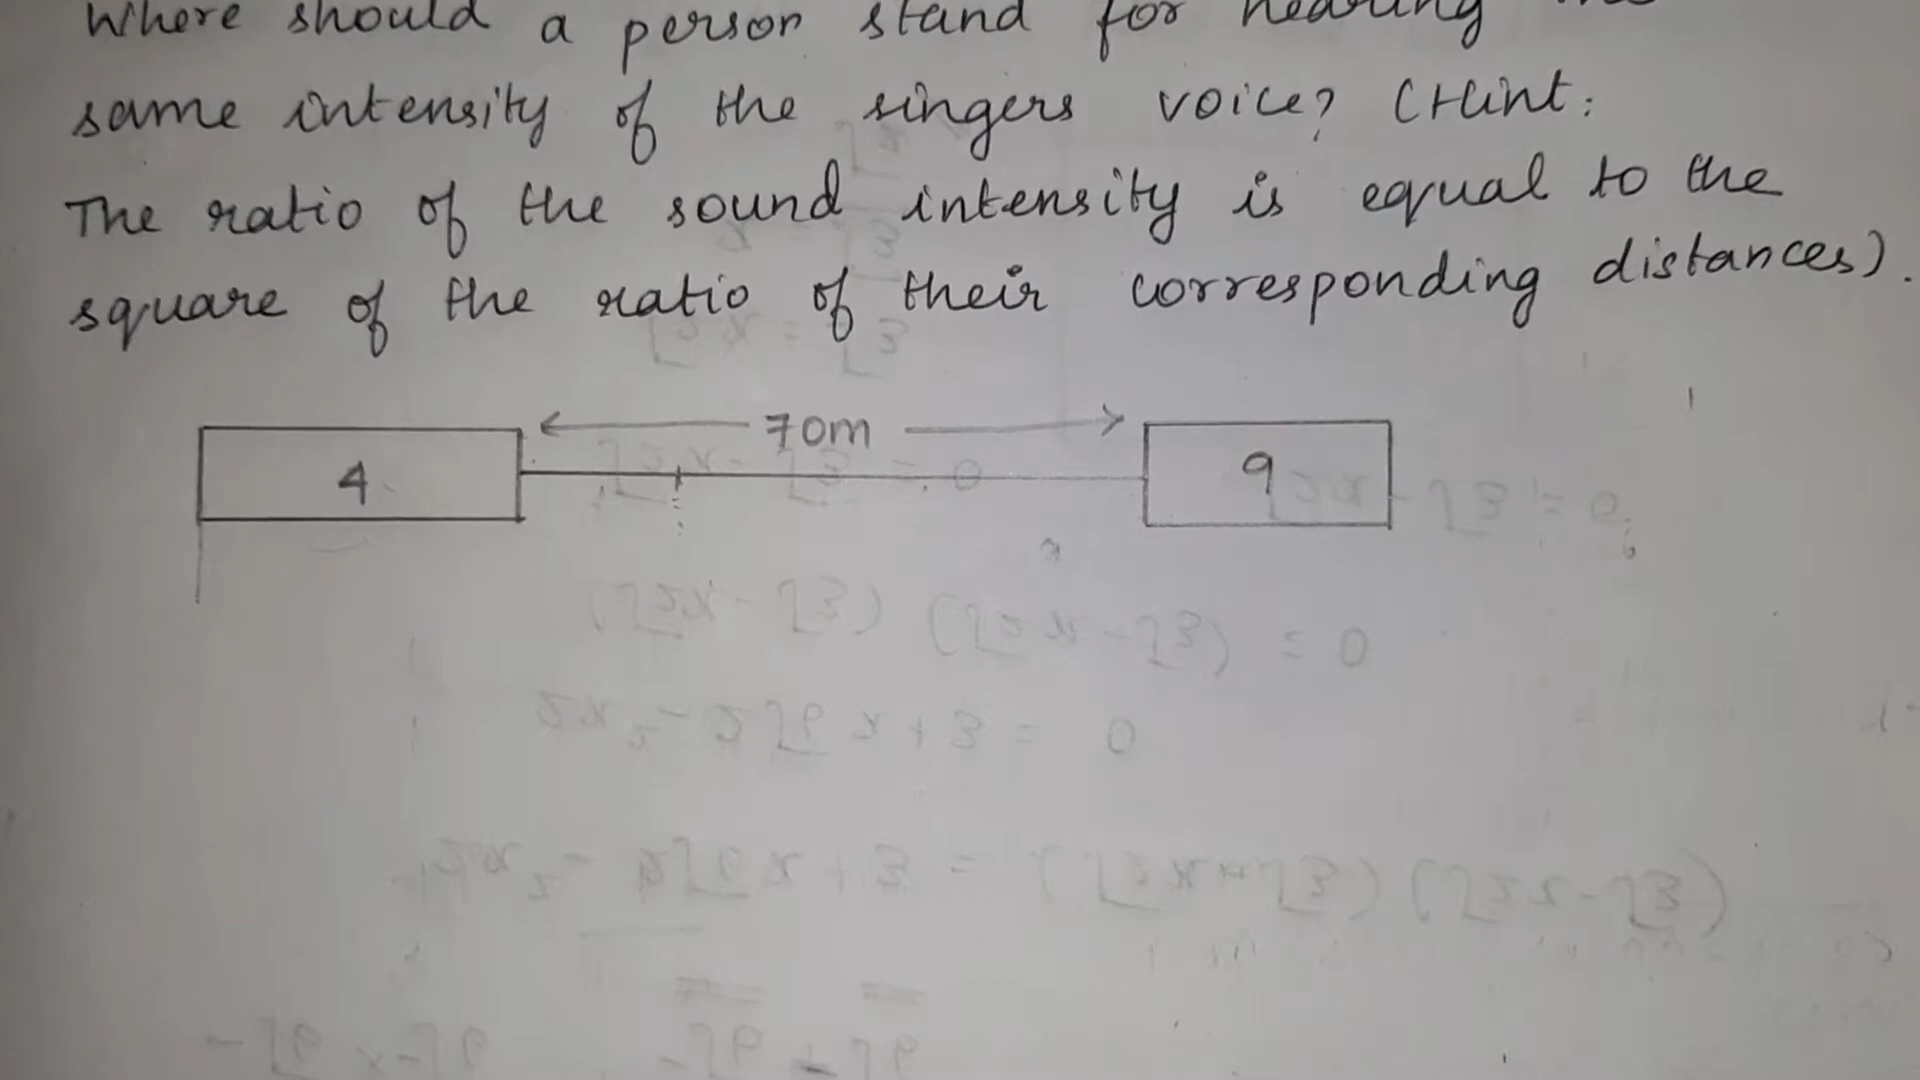 Where should a person stand for hearing
same intensity of the singers voice? (Hint:
The ratio of the sound intensity is equal to the
square of the ratio of their corresponding distances).
70m
4
9